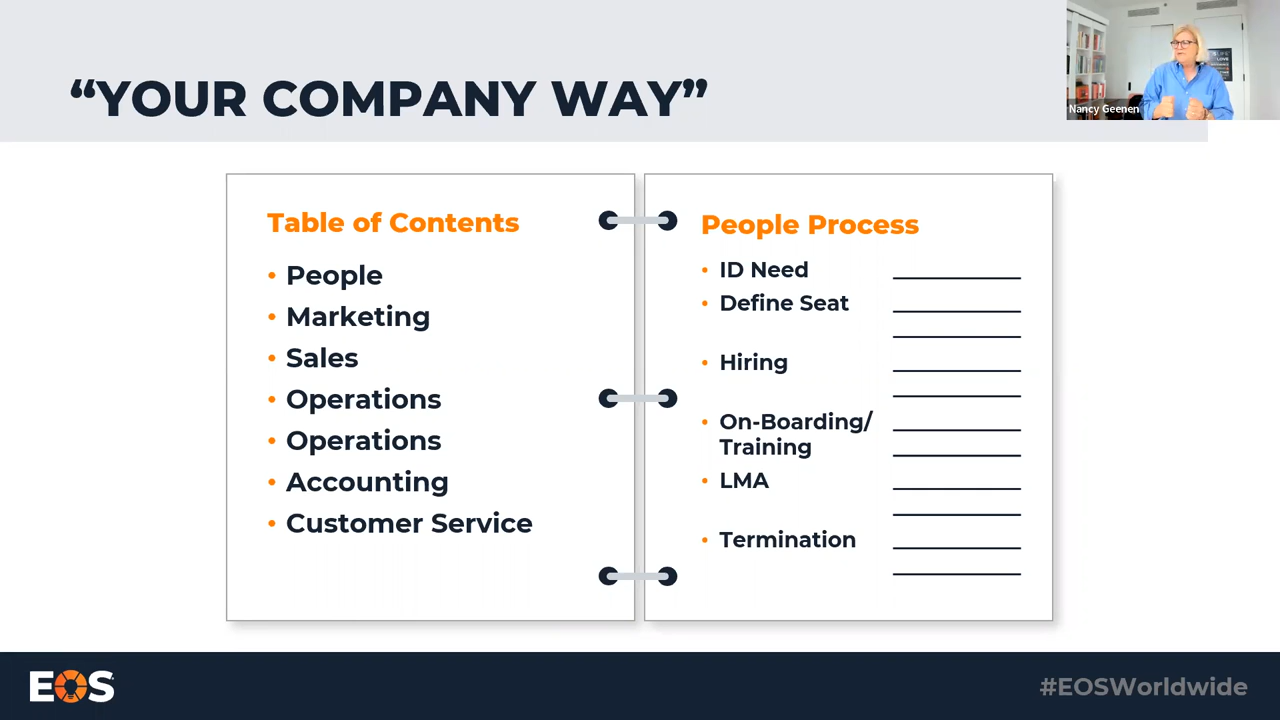 “YOUR COMPANY WAY”
Nancy Geenen
Table of Contents
• People
• Marketing
• Sales
• Operations
• Operations
• Accounting
• Customer Service
People Process
• ID Need
• Define Seat
• Hiring
• On-Boarding/
Training
• LMA
• Termination
EOS
#EOSWorldwide